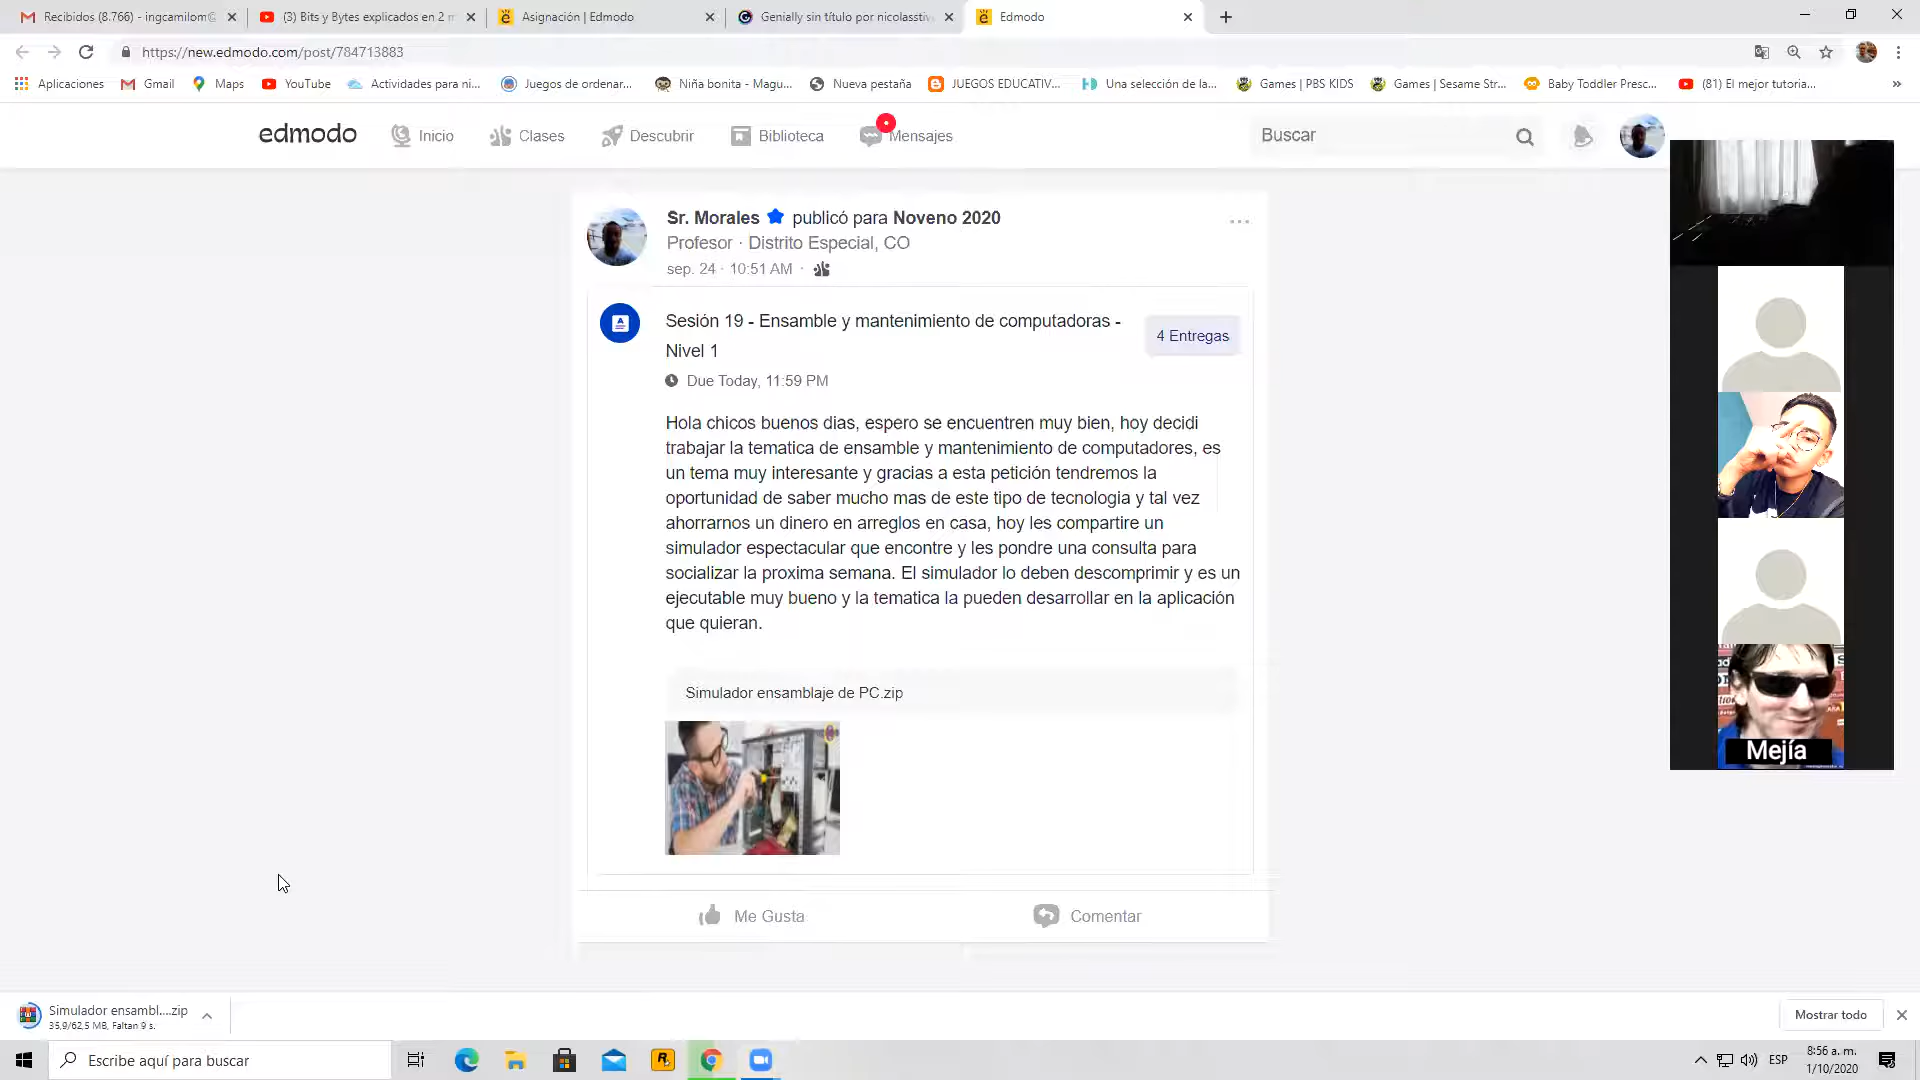 Recibidos (8.766) - ingcamilom
(3) Bits y Bytes explicados en 2 m
Asignación | Edmodo
Genially sin título por nicolasstiv
Edmodo
https://new.edmodo.com/post/784713883
Aplicaciones
Gmail
Maps
YouTube
Actividades para ni...
Juegos de ordenar...
Niña bonita - Magu...
Nueva pestaña
JUEGOS EDUCATIV...
Una selección de la...
Games | PBS KIDS
Games | Sesame Str...
Baby Toddler Presc...
(81) El mejor tutoria...
»
edmodo
Inicio
Clases
Descubrir
Biblioteca
Mensajes
Buscar
Sr. Morales publicó para Noveno 2020
Profesor · Distrito Especial, CO
sep. 24 · 10:51 AM ·
Sesión 19 - Ensamble y mantenimiento de computadoras -
Nivel 1
4 Entregas
Due Today, 11:59 PM
Hola chicos buenos dias, espero se encuentren muy bien, hoy decidi
trabajar la tematica de ensamble y mantenimiento de computadores, es
un tema muy interesante y gracias a esta petición tendremos la
oportunidad de saber mucho mas de este tipo de tecnologia y tal vez
ahorrarnos un dinero en arreglos en casa, hoy les compartire un
simulador espectacular que encontre y les pondre una consulta para
socializar la proxima semana. El simulador lo deben descomprimir y es un
ejecutable muy bueno y la tematica la pueden desarrollar en la aplicación
que quieran.
Simulador ensamblaje de PC.zip
Me Gusta
Comentar
Mejía
Simulador ensambl....zip
35,9/62,5 MB, Faltan 9 s.
Mostrar todo
Escribe aquí para buscar
ESP
8:56 a. m.
1/10/2020